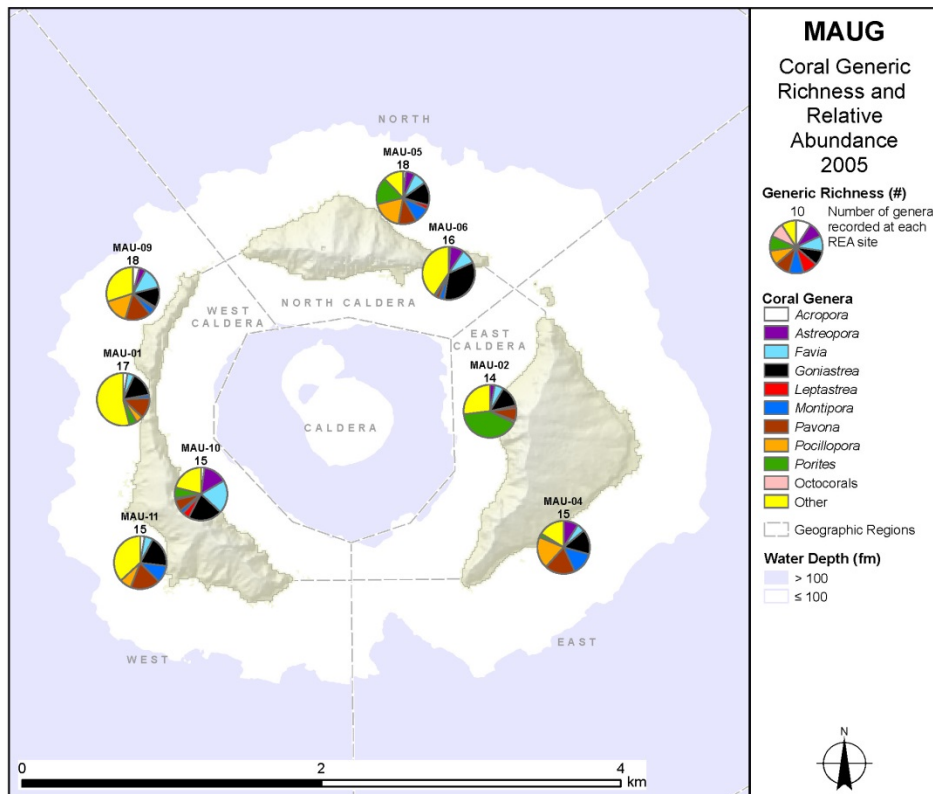 NORTH
MAU-05
18
MAU-06
16
MAU-09
18
NORTH CALDERA
WEST
CALDERA
EAST
CALDERA
MAU-01
17
MAU-02
14
CALDERA
MAU-10
15
MAU-04
15
MAU-11
15
WEST
EAST
0
2
4
km
MAUG
Coral Generic
Richness and
Relative
Abundance
2005
Generic Richness (#)
10
Number of genera
recorded at each
REA site
Coral Genera
Acropora
Astreopora
Favia
Goniastrea
Leptastrea
Montipora
Pavona
Pocillopora
Porites
Octocorals
Other
Geographic Regions
Water Depth (fm)
> 100
≤ 100
N